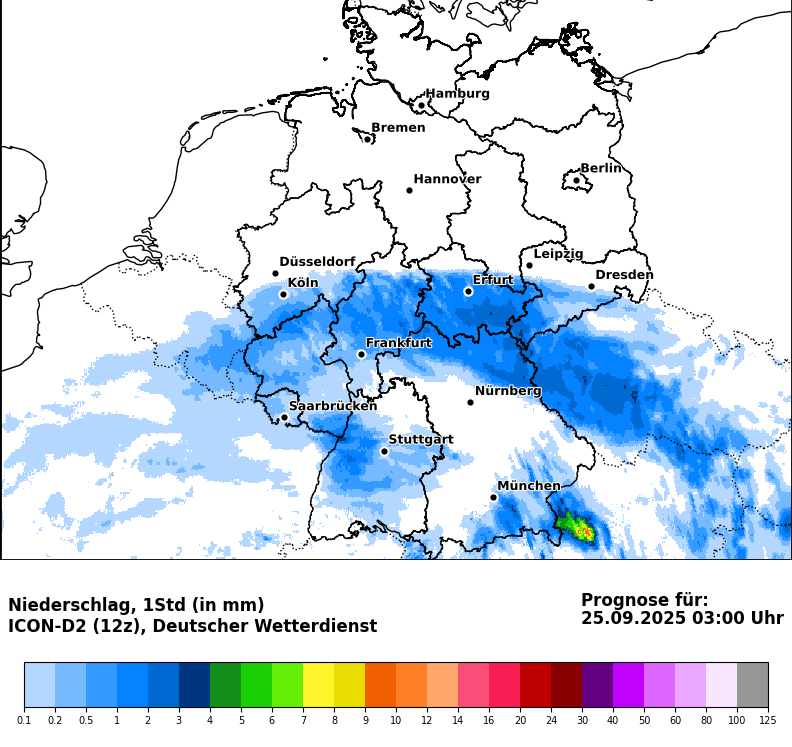 Hamburg
Bremen
Berlin
Hannover
Leipzig
Düsseldorf
Dresden
Köln
Erfurt
Frankfurt
Nürnberg
Saarbrücken
Stuttgart
München
Niederschlag, 1Std (in mm)
ICON-D2 (12z), Deutscher Wetterdienst
Prognose für:
25.09.2025 03:00 Uhr
0.1 0.2 0.5 1 2 3 4 5 6 7 8 9 10 12 14 16 20 24 30 40 50 60 80 100 125